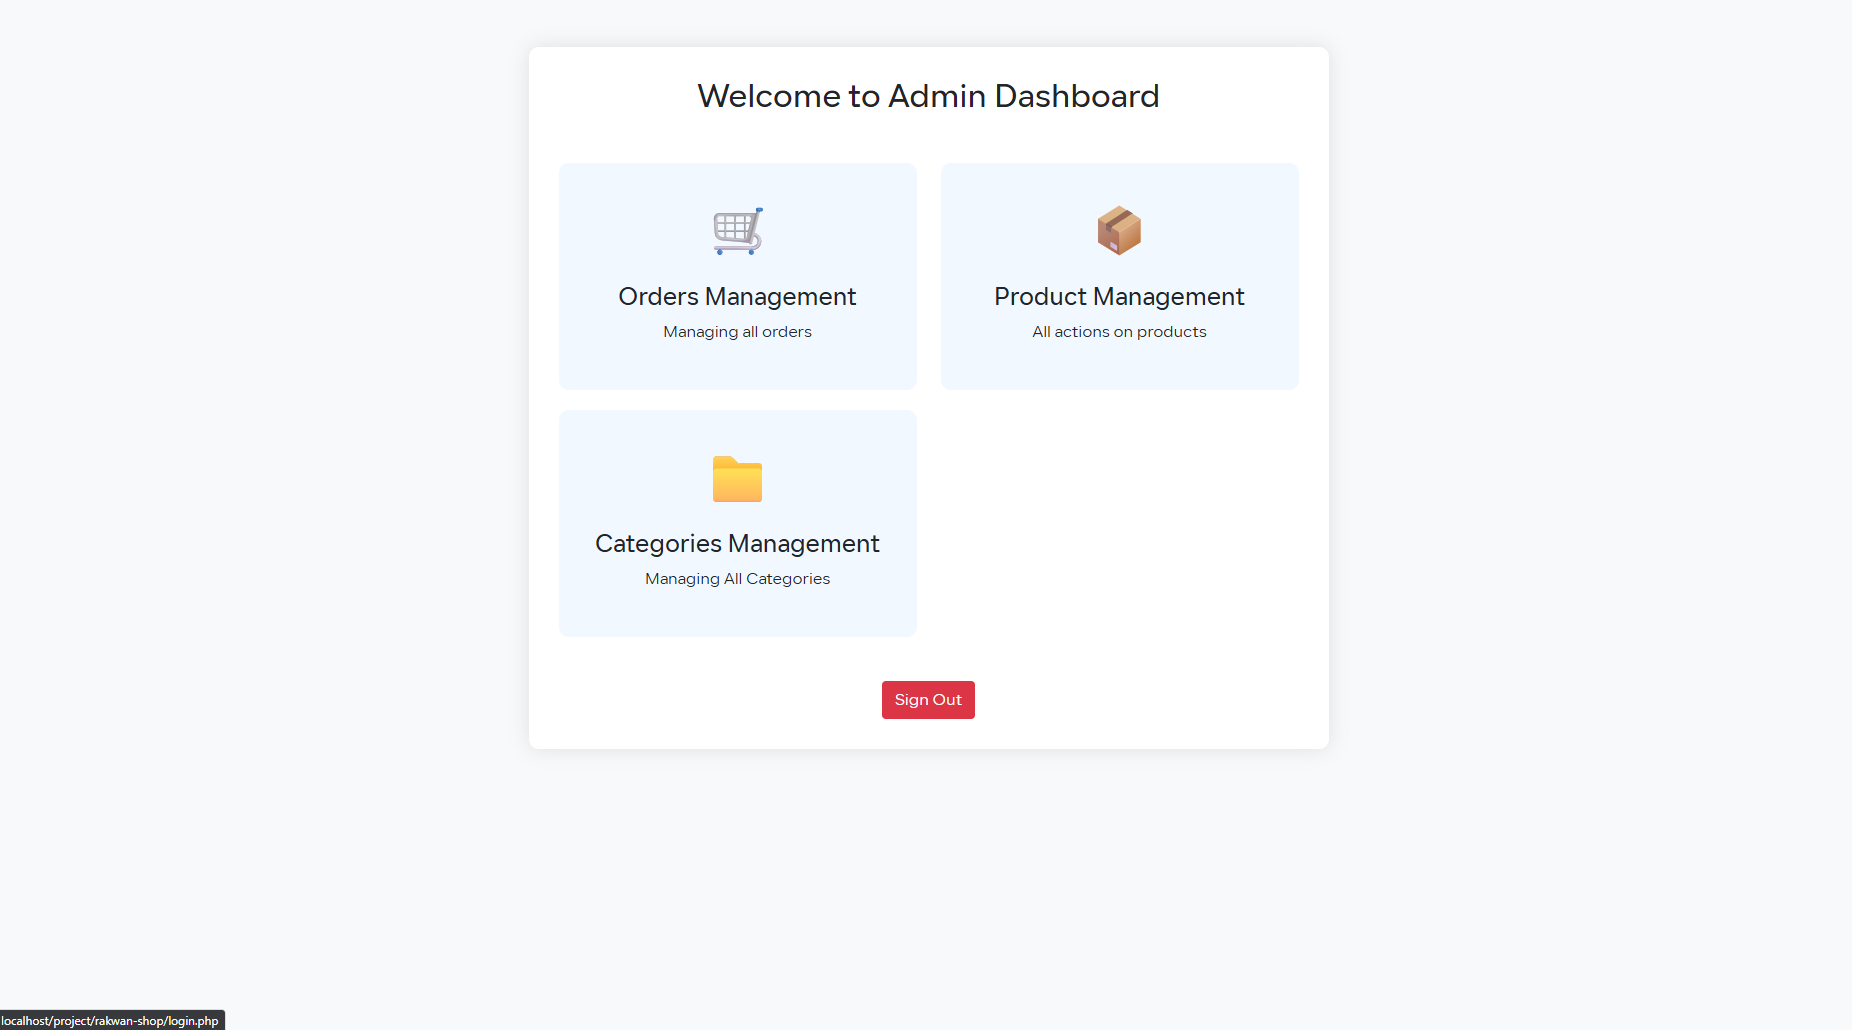 Welcome to Admin Dashboard
Orders Management
Managing all orders
Product Management
All actions on products
Categories Management
Managing All Categories
Sign Out
localhost/project/rakwan-shop/login.php